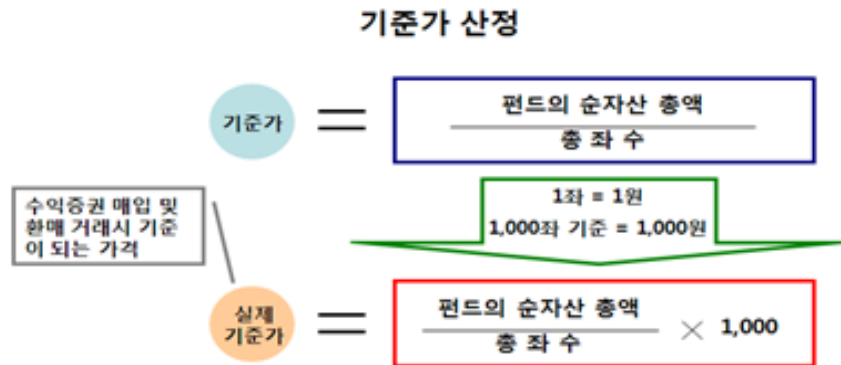 기준가 산정
기준가
=
펀드의 순자산 총액
총 좌 수
1좌 = 1원
1,000좌 기준 = 1,000원
수익증권 매입 및
환매 거래시 기준
이 되는 가격
실제
기준가
=
펀드의 순자산 총액
총 좌 수
× 1,000